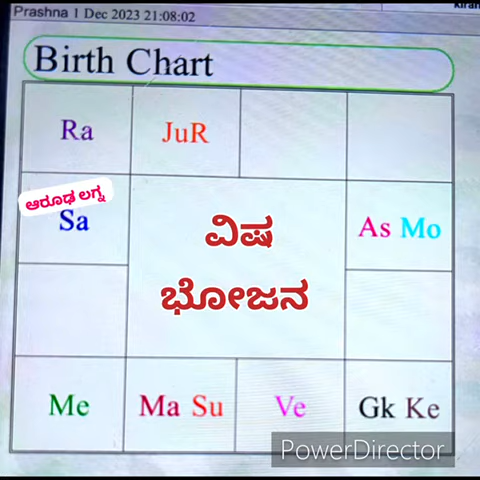 Prashna 1 Dec 2023 21:08:02
Birth Chart
Ra JuR
ಆರೂಢ ಲಗ್ನ
Sa
ವಿಷ
As Mo
ಭೋಜನ
Me Ma Su Ve Gk Ke
PowerDirector